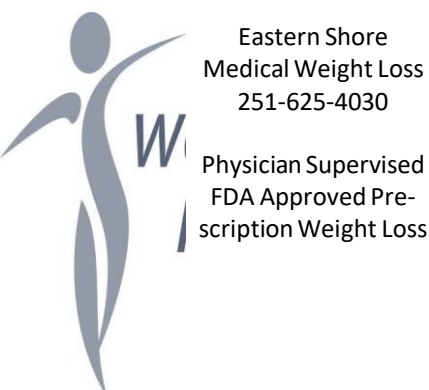 Eastern Shore
Medical Weight Loss
251-625-4030
Physician Supervised
FDA Approved Pre-
scription Weight Loss